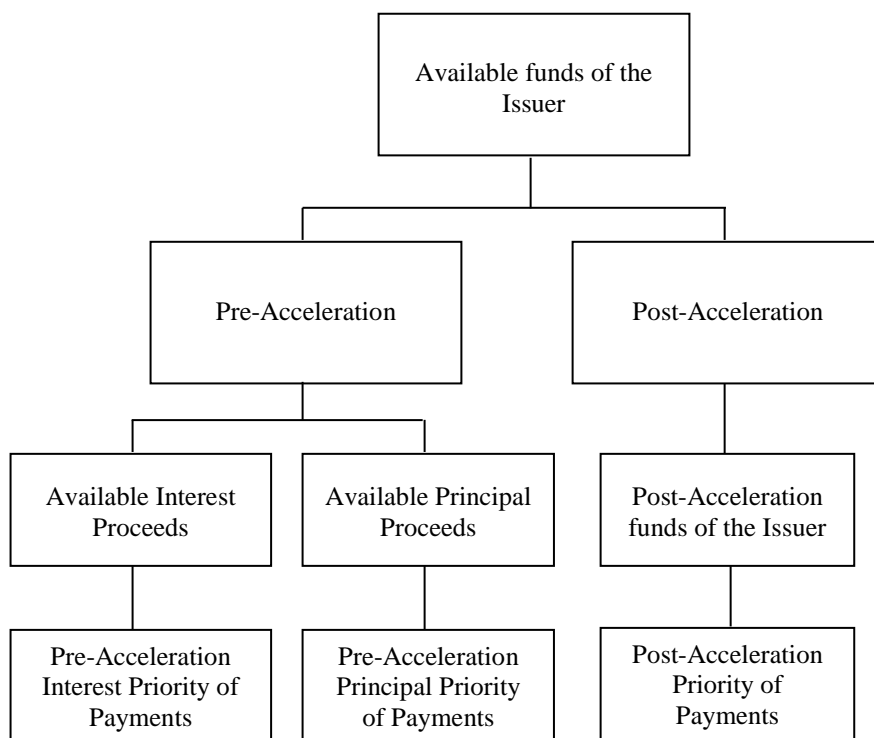 Available funds of the
Issuer
Pre-Acceleration
Post-Acceleration
Available Interest
Proceeds
Available Principal
Proceeds
Post-Acceleration
funds of the Issuer
Pre-Acceleration
Interest Priority of
Payments
Pre-Acceleration
Principal Priority
of Payments
Post-Acceleration
Priority of
Payments